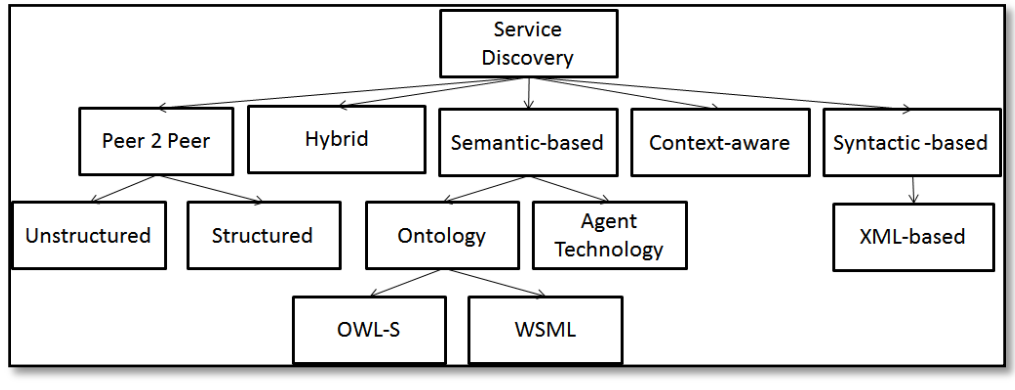 Service
Discovery
Peer 2 Peer
Hybrid
Semantic-based
Context-aware
Syntactic -based
Unstructured
Structured
Ontology
Agent
Technology
XML-based
OWL-S
WSML